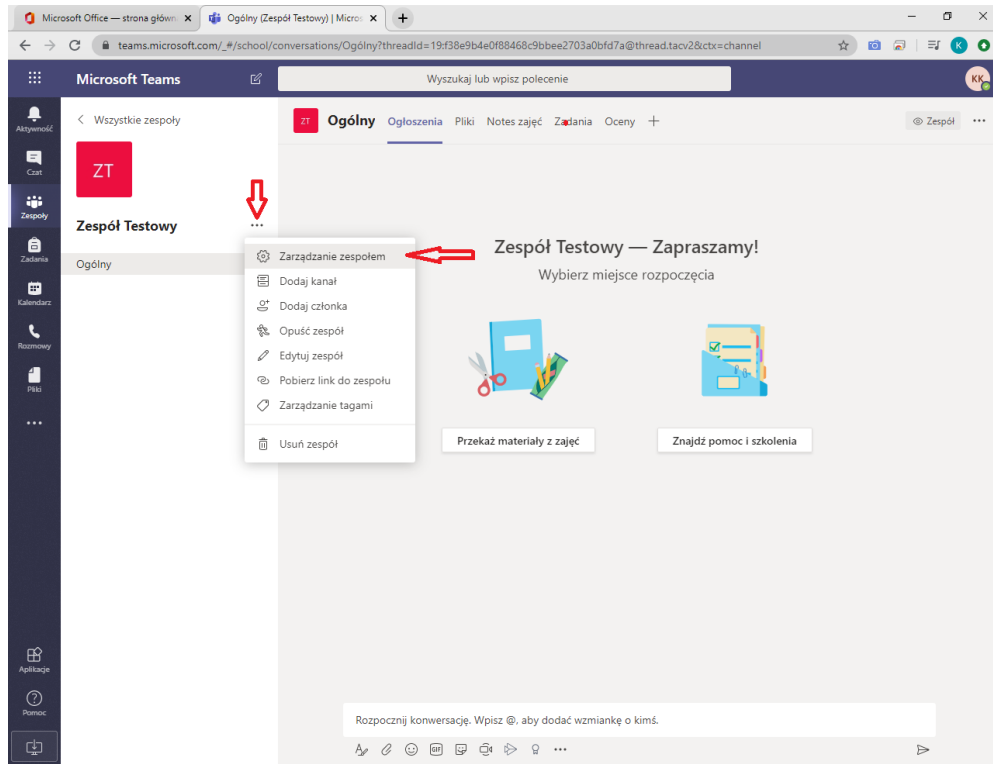 Microsoft Office — strona główn
Ogólny (Zespół Testowy) | Micros
teams.microsoft.com/_#/school/conversations/Ogólny?threadId=19:f38e9b4e0f88468c9bbee2703a0bfd7a@thread.tacv2&ctx=channel
K
Microsoft Teams
Wyszukaj lub wpisz polecenie
KK
Aktywność
Czat
Zespoły
Zadania
Kalendarz
Rozmowy
Pliki
Aplikacje
Pomoc
Wszystkie zespoły
ZT
Zespół Testowy
Ogólny
Zarządzanie zespołem
Dodaj kanał
Dodaj członka
Opuść zespół
Edytuj zespół
Pobierz link do zespołu
Zarządzanie tagami
Usuń zespół
ZT Ogólny Ogłoszenia Pliki Notes zajęć Zadania Oceny
Zespół
Zespół Testowy — Zapraszamy!
Wybierz miejsce rozpoczęcia
Przekaż materiały z zajęć
Znajdź pomoc i szkolenia
Rozpocznij konwersację. Wpisz @, aby dodać wzmiankę o kimś.
GIF